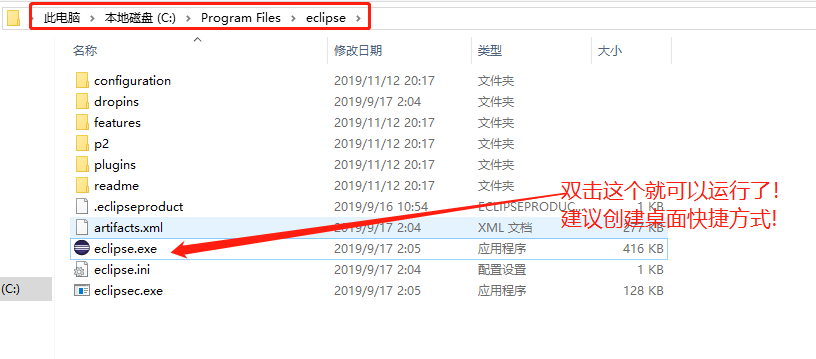 此电脑 > 本地磁盘 (C:) > Program Files > eclipse >
名称 修改日期 类型 大小
configuration 2019/11/12 20:17 文件夹
dropins 2019/9/17 2:04 文件夹
features 2019/11/12 20:17 文件夹
p2 2019/11/12 20:17 文件夹
plugins 2019/11/12 20:17 文件夹
readme 2019/11/12 20:17 文件夹
双击这个就可以运行了!
.eclipseproduct 2019/9/16 10:54 ECLIPSEPRODUC... 1 KB
建议创建桌面快捷方式!
artifacts.xml 2019/9/17 2:04 XML 文档 277 KB
eclipse.exe 2019/9/17 2:05 应用程序 416 KB
eclipse.ini 2019/9/17 2:04 配置设置 1 KB
(C:)
eclipsec.exe 2019/9/17 2:05 应用程序 128 KB